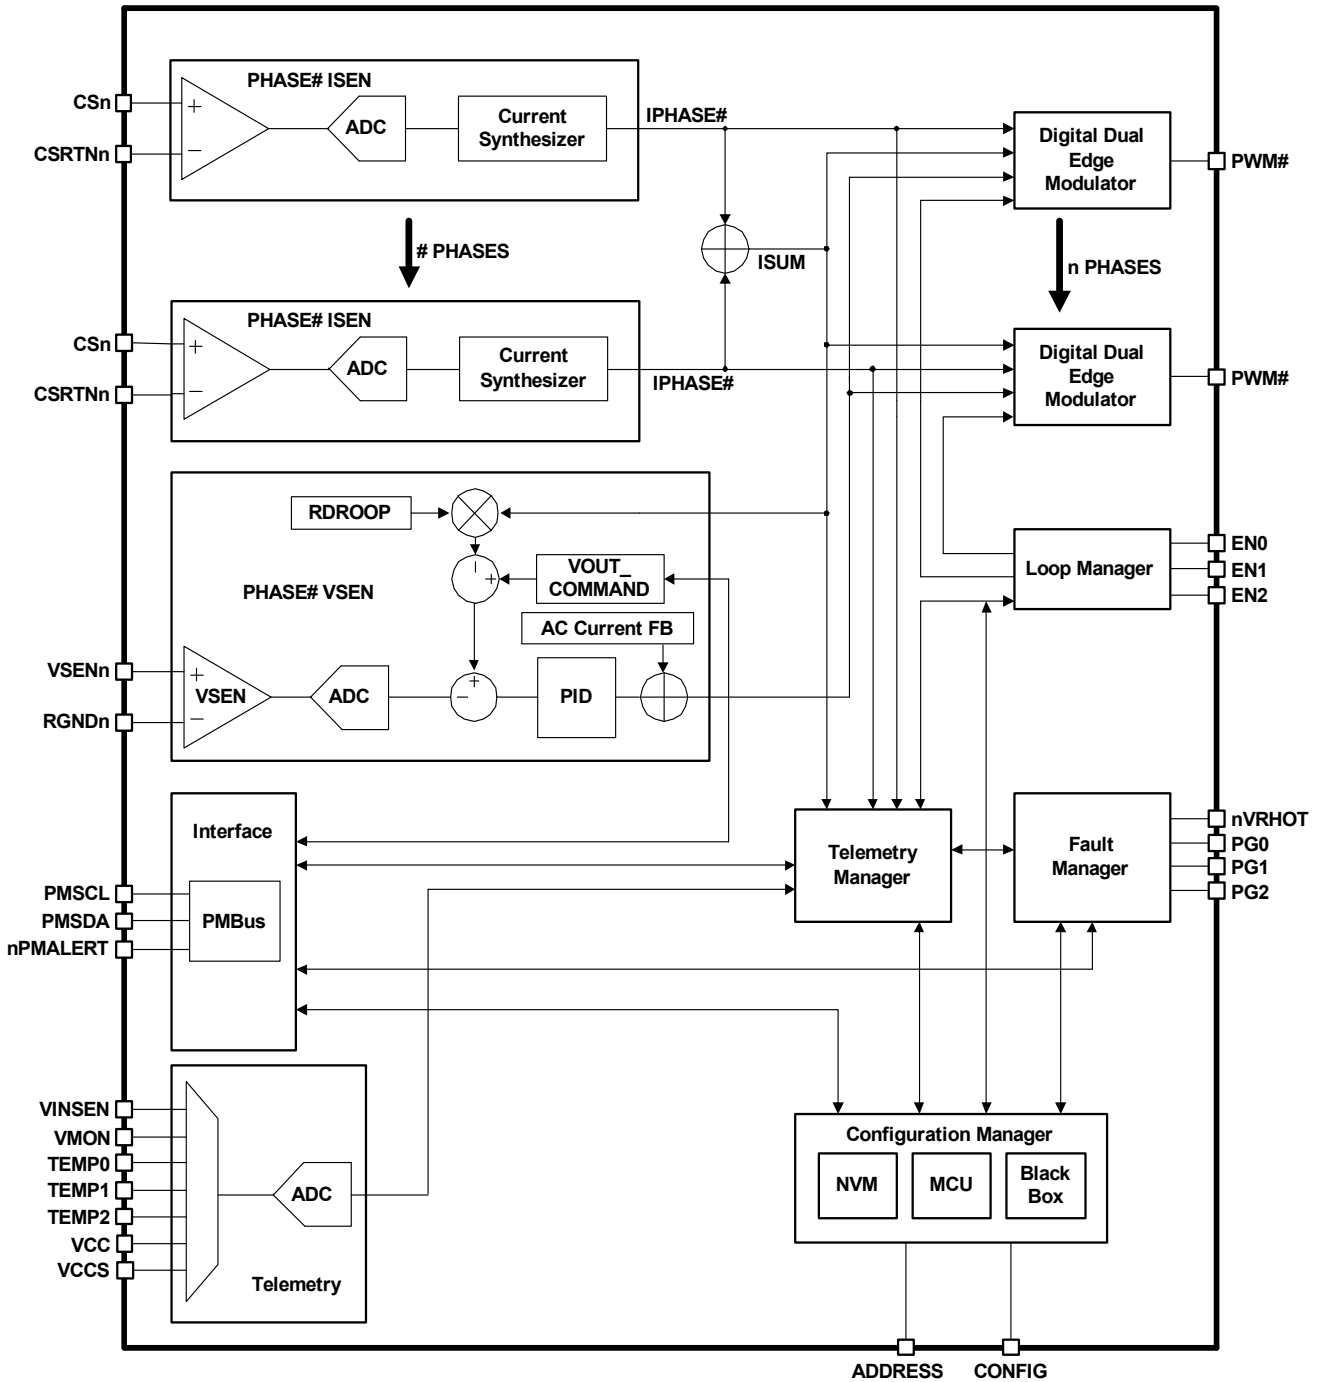 PHASE# ISEN
CSn
CSRTNn
+
−
ADC
Current
Synthesizer
IPHASE#
Digital Dual
Edge
Modulator
PWM#
# PHASES
ISUM
n PHASES
PHASE# ISEN
CSn
CSRTNn
+
−
ADC
Current
Synthesizer
IPHASE#
Digital Dual
Edge
Modulator
PWM#
RDROOP
−
+
VOUT_
COMMAND
PHASE# VSEN
AC Current FB
VSENn
RGNDn
+
VSEN
−
ADC
+
−
PID
Loop Manager
EN0
EN1
EN2
Interface
PMSCL
PMSDA
nPMALERT
PMBus
Telemetry
Manager
Fault
Manager
nVRHOT
PG0
PG1
PG2
VINSEN
VMON
TEMP0
TEMP1
TEMP2
VCC
VCCS
ADC
Telemetry
Configuration Manager
NVM
MCU
Black
Box
ADDRESS
CONFIG